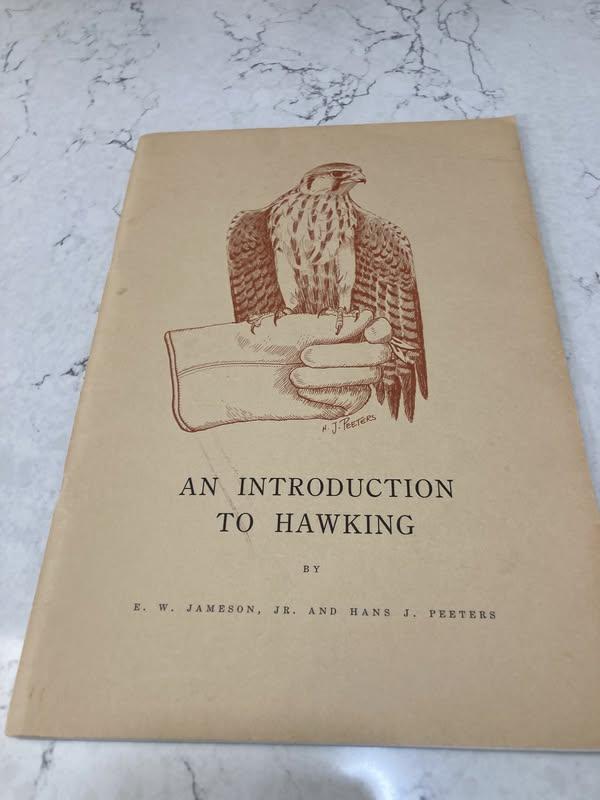 H. J. PEETERS
AN INTRODUCTION
TO HAWKING
BY
E. W. JAMESON, JR. AND HANS J. PEETERS